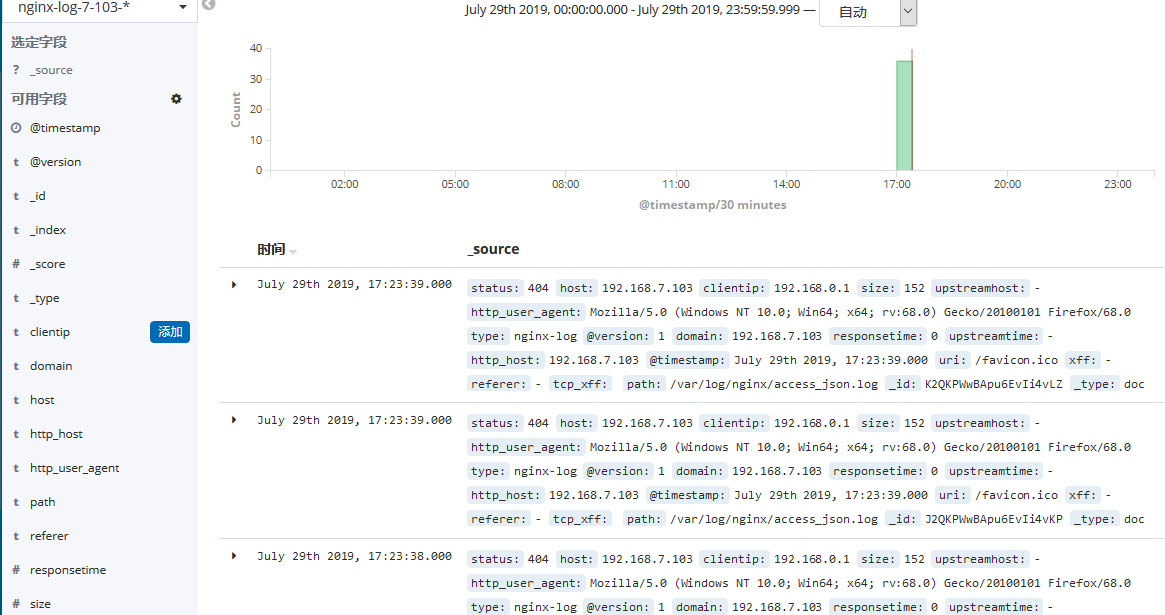 nginx-log-7-103-*
选定字段
? _source
可用字段
@timestamp
t @version
t _id
t _index
# _score
t _type
t clientip 添加
t domain
t host
t http_host
t http_user_agent
t path
t referer
# responsetime
# size
July 29th 2019, 00:00:00.000 - July 29th 2019, 23:59:59.999 — 自动
40
30
20
10
0
Count
02:00 05:00 08:00 11:00 14:00 17:00 20:00 23:00
@timestamp/30 minutes
时间 _source
July 29th 2019, 17:23:39.000 status: 404 host: 192.168.7.103 clientip: 192.168.0.1 size: 152 upstreamhost: -
http_user_agent: Mozilla/5.0 (Windows NT 10.0; Win64; x64; rv:68.0) Gecko/20100101 Firefox/68.0
type: nginx-log @version: 1 domain: 192.168.7.103 responsetime: 0 upstreamtime: -
http_host: 192.168.7.103 @timestamp: July 29th 2019, 17:23:39.000 uri: /favicon.ico xff: -
referer: - tcp_xff: path: /var/log/nginx/access_json.log _id: K2QKPWwBApu6EvIi4vLZ _type: doc
July 29th 2019, 17:23:39.000 status: 404 host: 192.168.7.103 clientip: 192.168.0.1 size: 152 upstreamhost: -
http_user_agent: Mozilla/5.0 (Windows NT 10.0; Win64; x64; rv:68.0) Gecko/20100101 Firefox/68.0
type: nginx-log @version: 1 domain: 192.168.7.103 responsetime: 0 upstreamtime: -
http_host: 192.168.7.103 @timestamp: July 29th 2019, 17:23:39.000 uri: /favicon.ico xff: -
referer: - tcp_xff: path: /var/log/nginx/access_json.log _id: J2QKPWwBApu6EvIi4vKP _type: doc
July 29th 2019, 17:23:38.000 status: 404 host: 192.168.7.103 clientip: 192.168.0.1 size: 152 upstreamhost: -
http_user_agent: Mozilla/5.0 (Windows NT 10.0; Win64; x64; rv:68.0) Gecko/20100101 Firefox/68.0
type: nginx-log @version: 1 domain: 192.168.7.103 responsetime: 0 upstreamtime: -